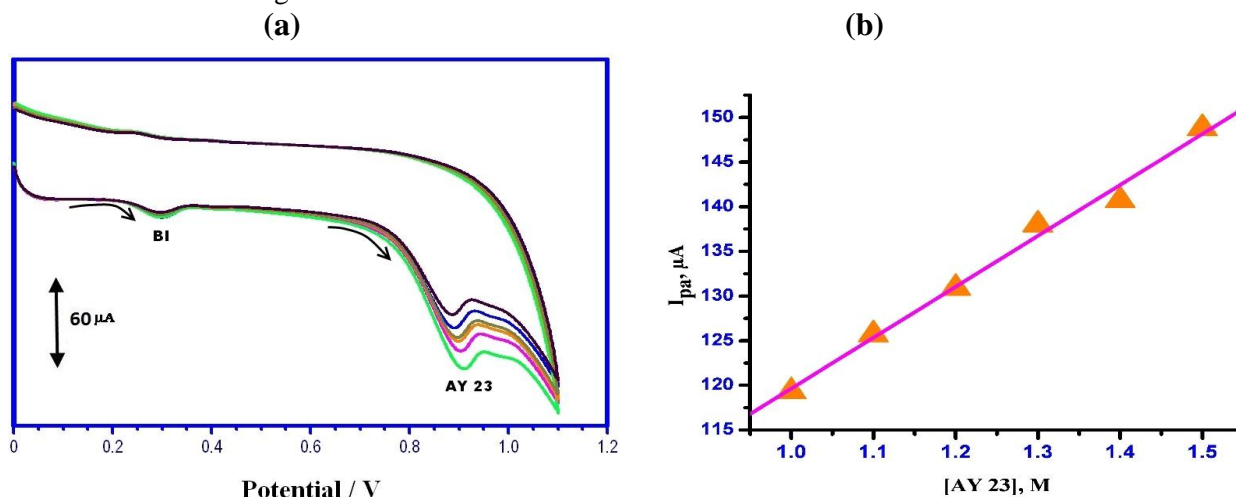 (a)
(b)
BI
60 µA
AY 23
0 0.2 0.4 0.6 0.8 1.0 1.2
Potential / V
150
145
140
135
130
125
120
115
Ipa, µA
1.0 1.1 1.2 1.3 1.4 1.5
[AY 23], M